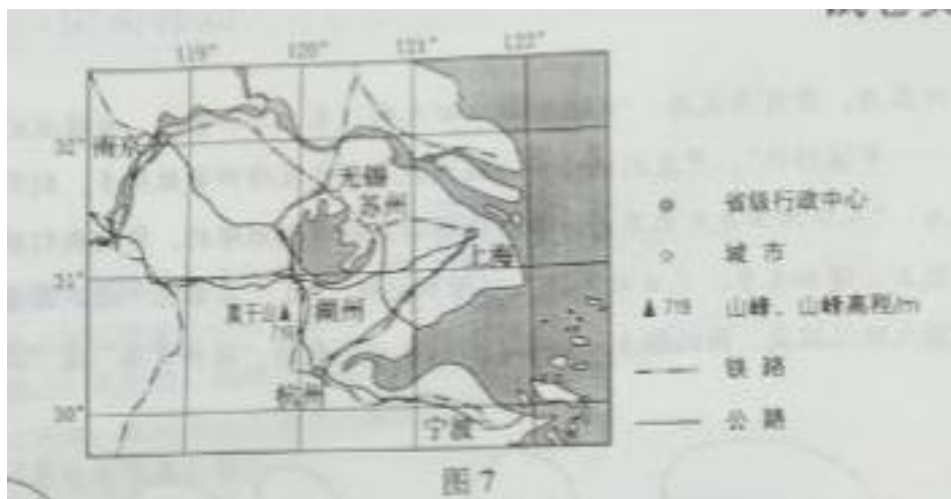 119° 120° 121° 122°
32°
南京
无锡
苏州
上海
31°
莫干山
湖州
719
杭州
30°
宁波
省级行政中心
城市
719 山峰、山峰高程/m
铁路
公路
图7